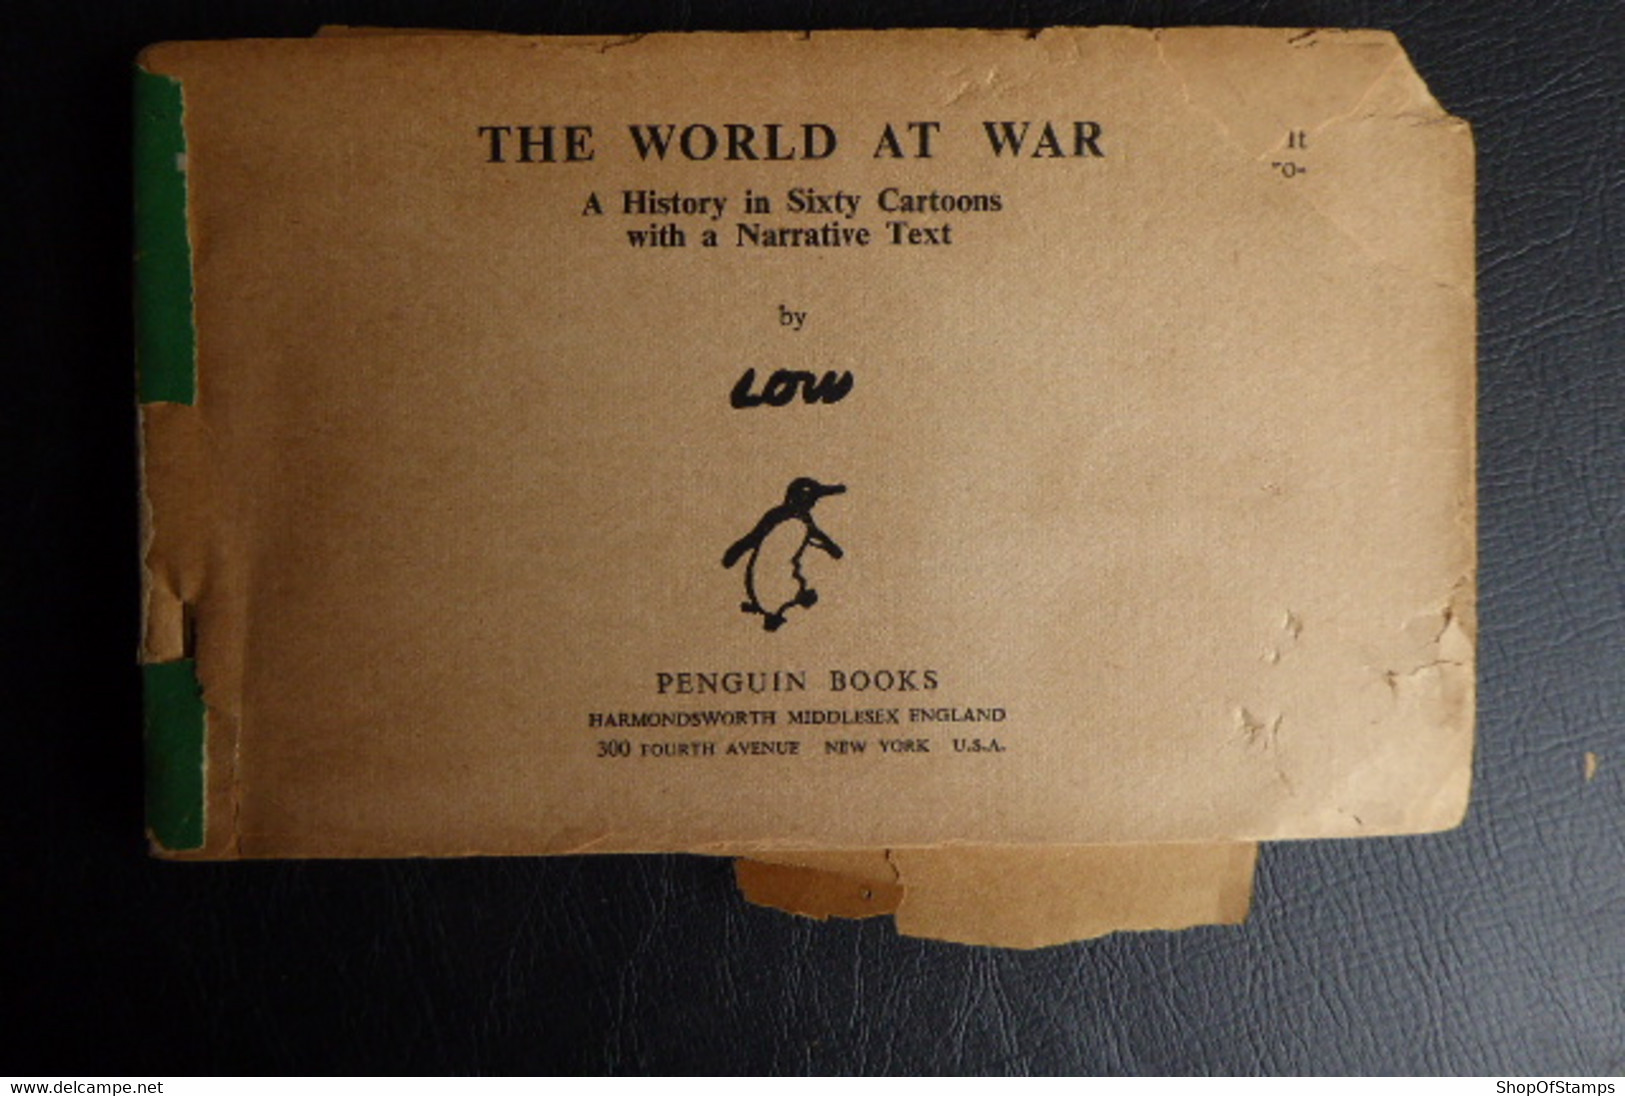 THE WORLD AT WAR
A History in Sixty Cartoons
with a Narrative Text
by
LOW
PENGUIN BOOKS
HARMONDSWORTH MIDDLESEX ENGLAND
300 FOURTH AVENUE NEW YORK U.S.A.
www.delcampe.net
ShopOfStamps